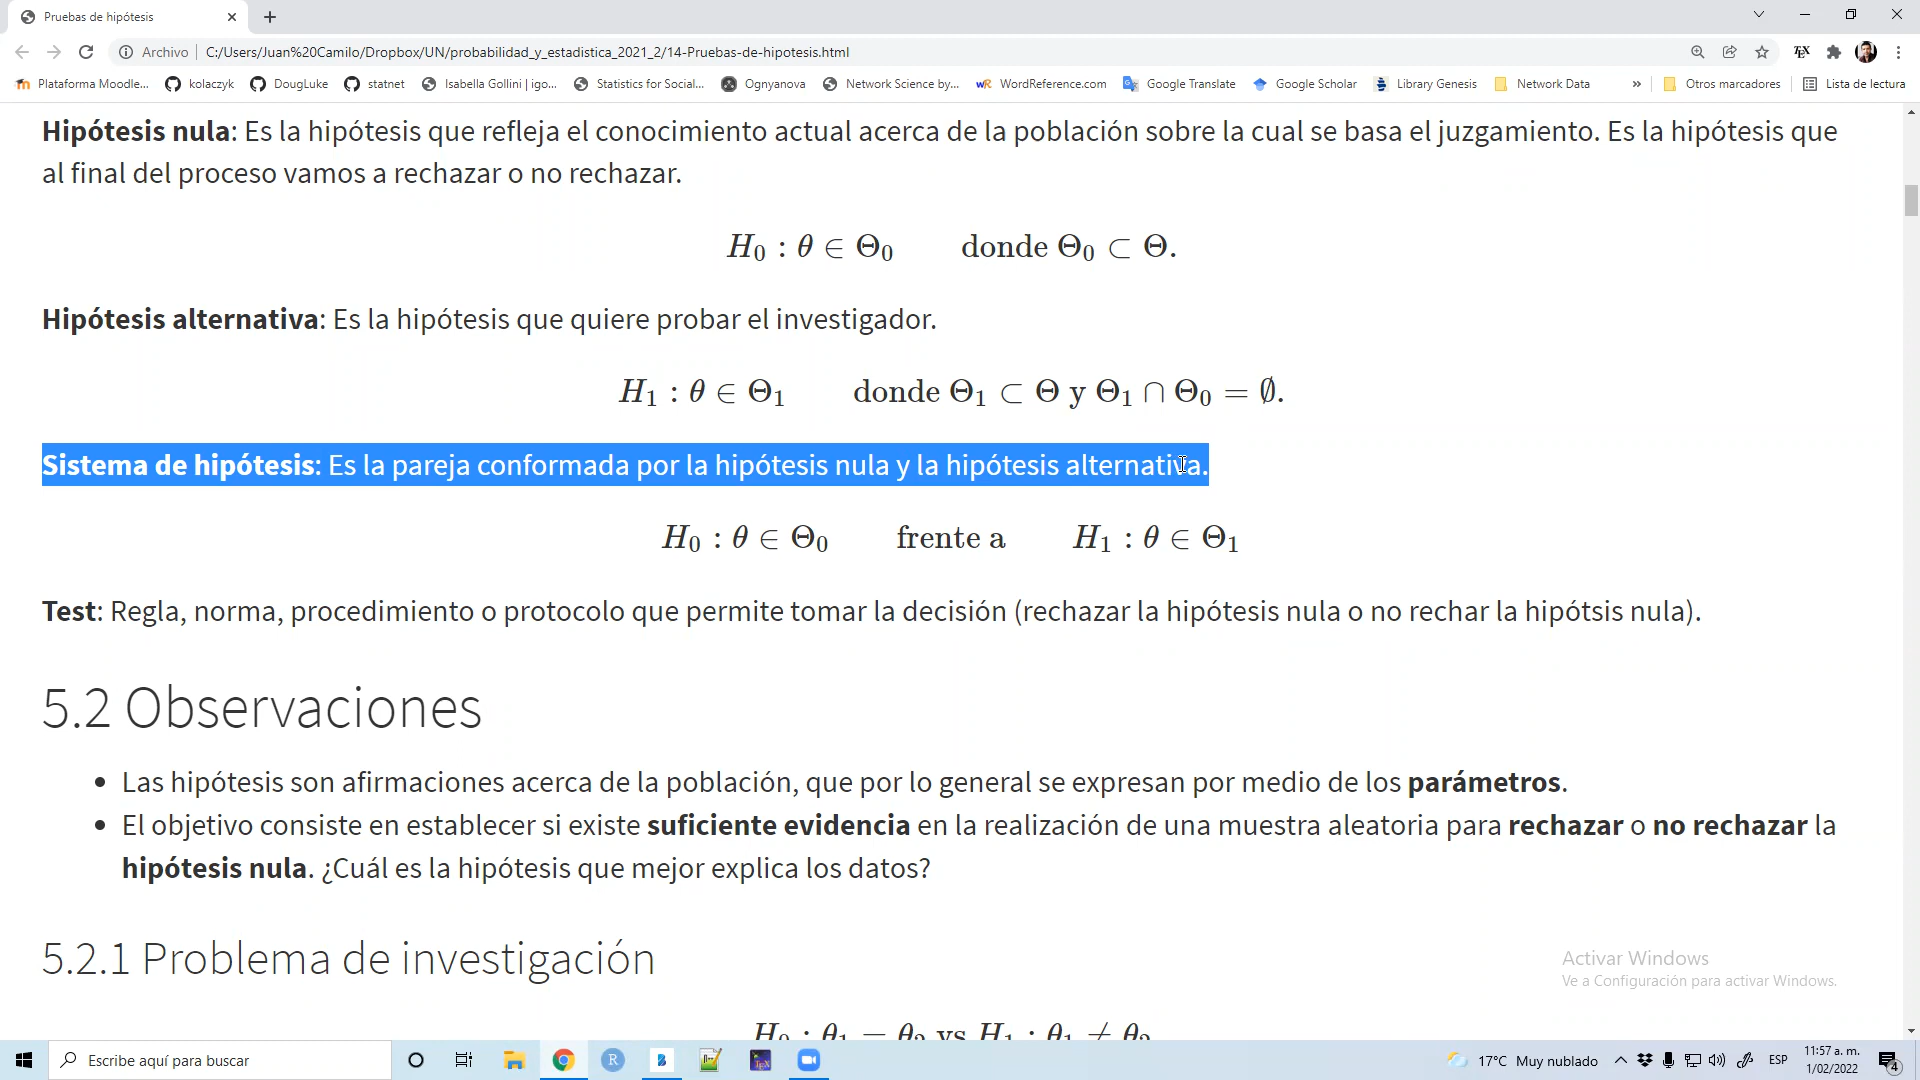 Pruebas de hipótesis
Archivo C:/Users/Juan%20Camilo/Dropbox/UN/probabilidad_y_estadistica_2021_2/14-Pruebas-de-hipotesis.html
Plataforma Moodle... kolaczyk DougLuke statnet Isabella Gollini | igo... Statistics for Social... Ognyanova Network Science by... WordReference.com Google Translate Google Scholar Library Genesis Network Data » Otros marcadores Lista de lectura
Hipótesis nula: Es la hipótesis que refleja el conocimiento actual acerca de la población sobre la cual se basa el juzgamiento. Es la hipótesis que
al final del proceso vamos a rechazar o no rechazar.
H₀ : θ ∈ Θ₀ donde Θ₀ ⊂ Θ.
Hipótesis alternativa: Es la hipótesis que quiere probar el investigador.
H₁ : θ ∈ Θ₁ donde Θ₁ ⊂ Θ y Θ₁ ∩ Θ₀ = ∅.
Sistema de hipótesis: Es la pareja conformada por la hipótesis nula y la hipótesis alternativa.
H₀ : θ ∈ Θ₀ frente a H₁ : θ ∈ Θ₁
Test: Regla, norma, procedimiento o protocolo que permite tomar la decisión (rechazar la hipótesis nula o no rechar la hipótsis nula).
5.2 Observaciones
• Las hipótesis son afirmaciones acerca de la población, que por lo general se expresan por medio de los parámetros.
• El objetivo consiste en establecer si existe suficiente evidencia en la realización de una muestra aleatoria para rechazar o no rechazar la
hipótesis nula. ¿Cuál es la hipótesis que mejor explica los datos?
5.2.1 Problema de investigación
H₀ : θ₁ = θ₂ vs H₁ : θ₁ ≠ θ₂
Activar Windows
Ve a Configuración para activar Windows.
Escribe aquí para buscar
17°C Muy nublado ESP 11:57 a. m.
1/02/2022 4